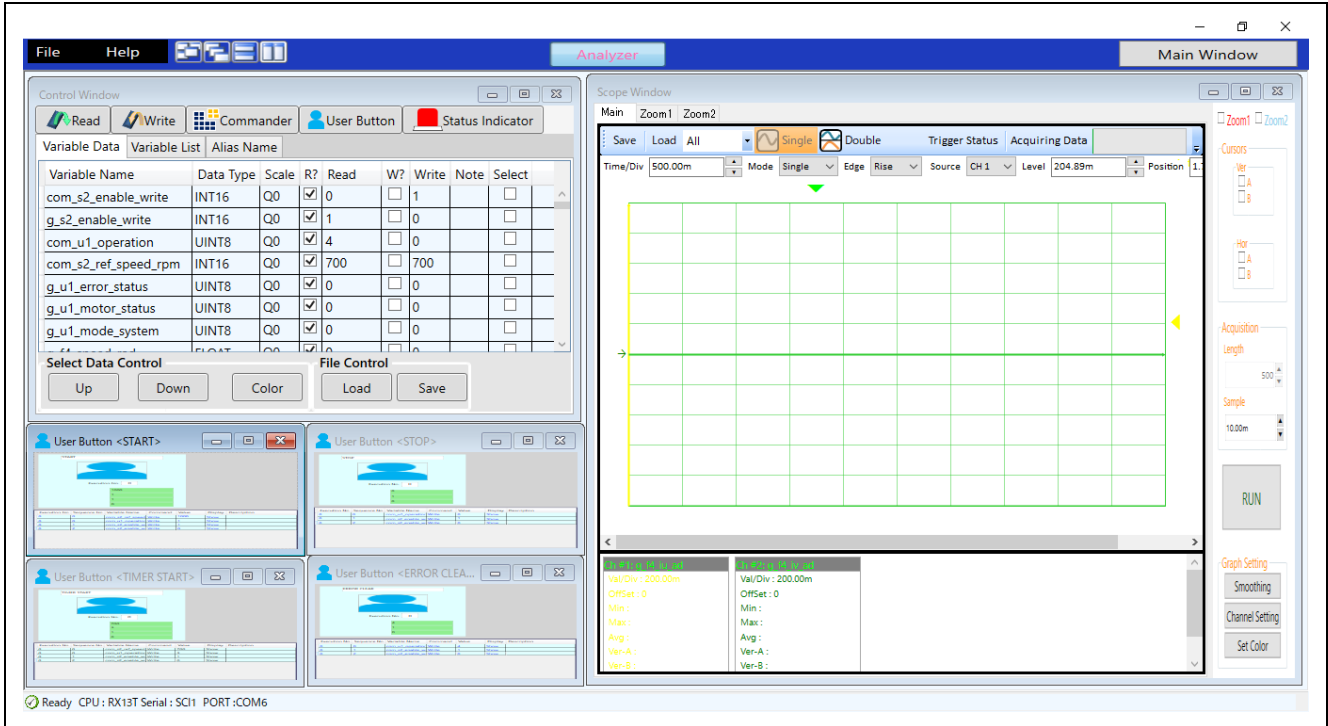 File Help Analyzer Main Window
Control Window
Read Write Commander User Button Status Indicator
Variable Data Variable List Alias Name
Variable Name Data Type Scale R? Read W? Write Note Select
com_s2_enable_write INT16 Q0 0 1
g_s2_enable_write INT16 Q0 1 0
com_u1_operation UINT8 Q0 4 0
com_s2_ref_speed_rpm INT16 Q0 700 700
g_u1_error_status UINT8 Q0 0 0
g_u1_motor_status UINT8 Q0 0 0
g_u1_mode_system UINT8 Q0 0 0
Select Data Control File Control
Up Down Color Load Save
User Button <START>
User Button <STOP>
User Button <TIMER START>
User Button <ERROR CLEA...
Scope Window
Main Zoom1 Zoom2
Save Load All Single Double Trigger Status Acquiring Data
Time/Div 500.00m Mode Single Edge Rise Source CH 1 Level 204.89m Position 1.
Ch #1: g_f4_iu_ad
Val/Div : 200.00m
OffSet : 0
Min :
Max :
Avg :
Ver-A :
Ver-B :
Ch #2: g_f4_iv_ad
Val/Div : 200.00m
OffSet : 0
Min :
Max :
Avg :
Ver-A :
Ver-B :
Zoom1 Zoom2
Cursors
Ver
A
B
Hor
A
B
Acquisition
Length
500
Sample
10.00m
RUN
Graph Setting
Smoothing
Channel Setting
Set Color
Ready CPU : RX13T Serial : SCI1 PORT :COM6